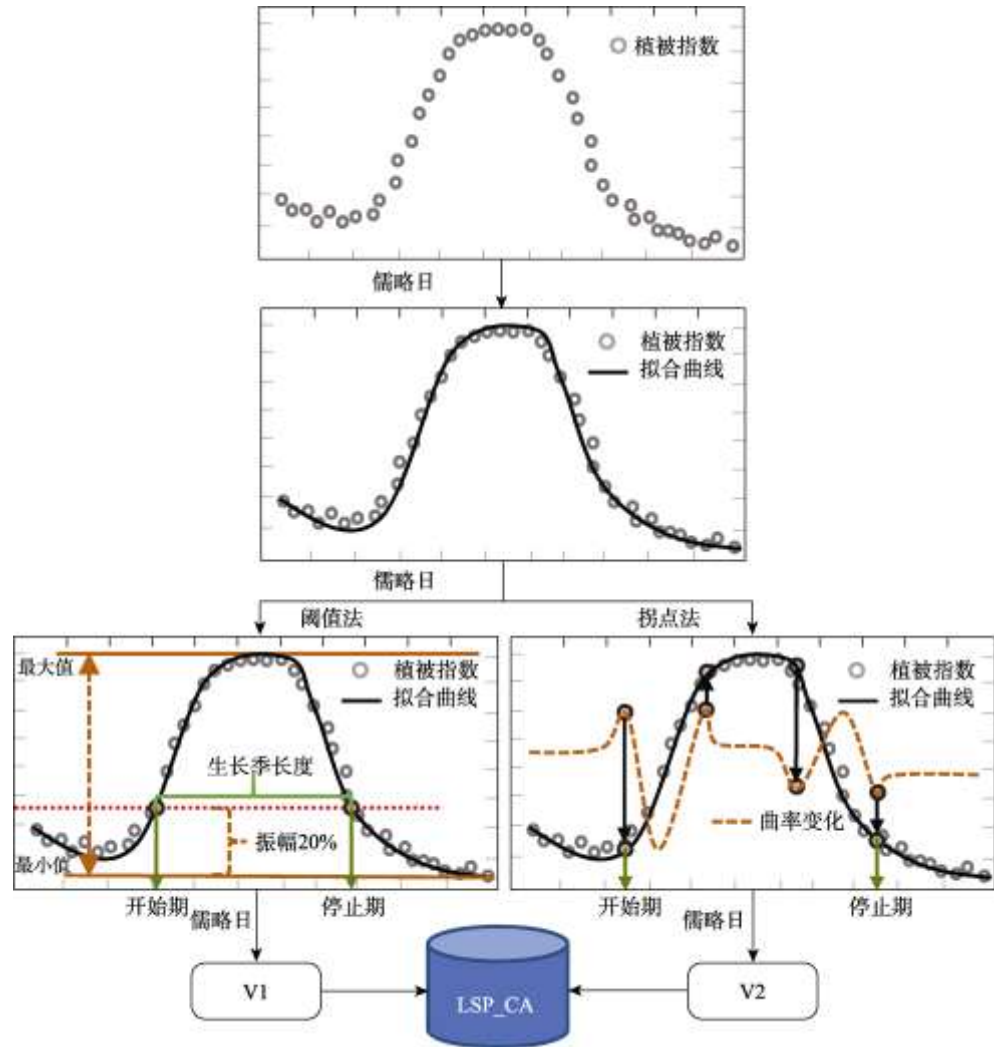 植被指数
儒略日
植被指数
拟合曲线
儒略日
阈值法
拐点法
最大值
植被指数
拟合曲线
生长季长度
振幅20%
最小值
开始期
停止期
儒略日
植被指数
拟合曲线
曲率变化
开始期
停止期
儒略日
V1
LSP_CA
V2